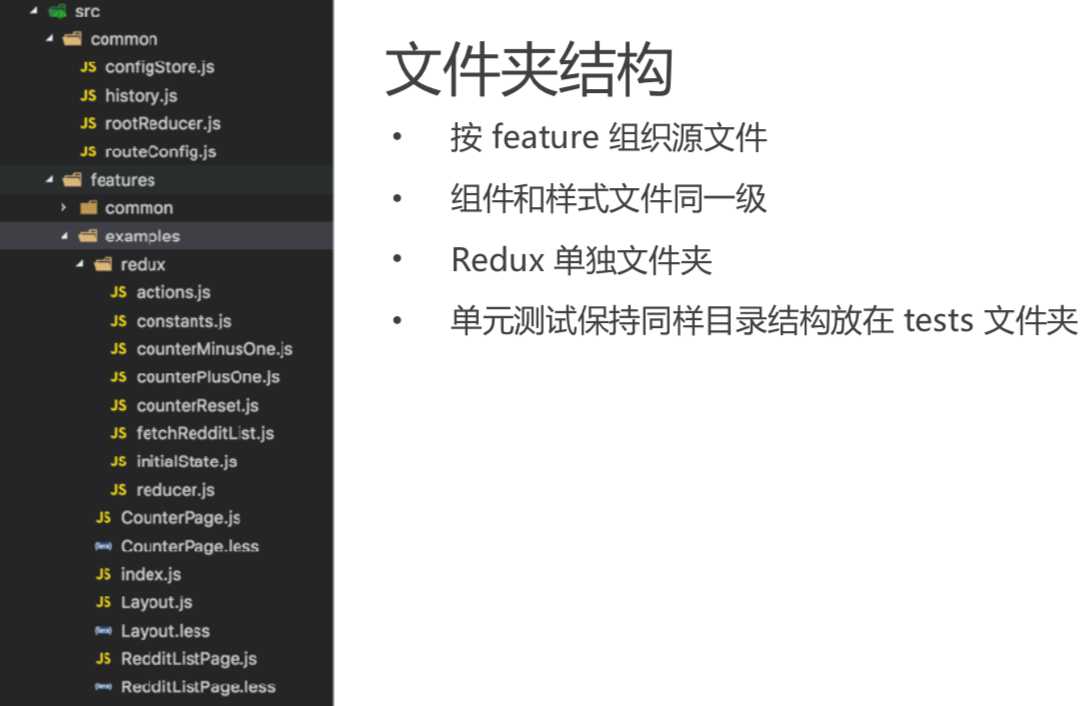 src
common
JS configStore.js
JS history.js
JS rootReducer.js
JS routeConfig.js
features
common
examples
redux
JS actions.js
JS constants.js
JS counterMinusOne.js
JS counterPlusOne.js
JS counterReset.js
JS fetchRedditList.js
JS initialState.js
JS reducer.js
JS CounterPage.js
{less} CounterPage.less
JS index.js
JS Layout.js
{less} Layout.less
JS RedditListPage.js
{less} RedditListPage.less
文件夹结构
• 按 feature 组织源文件
• 组件和样式文件同一级
• Redux 单独文件夹
• 单元测试保持同样目录结构放在 tests 文件夹